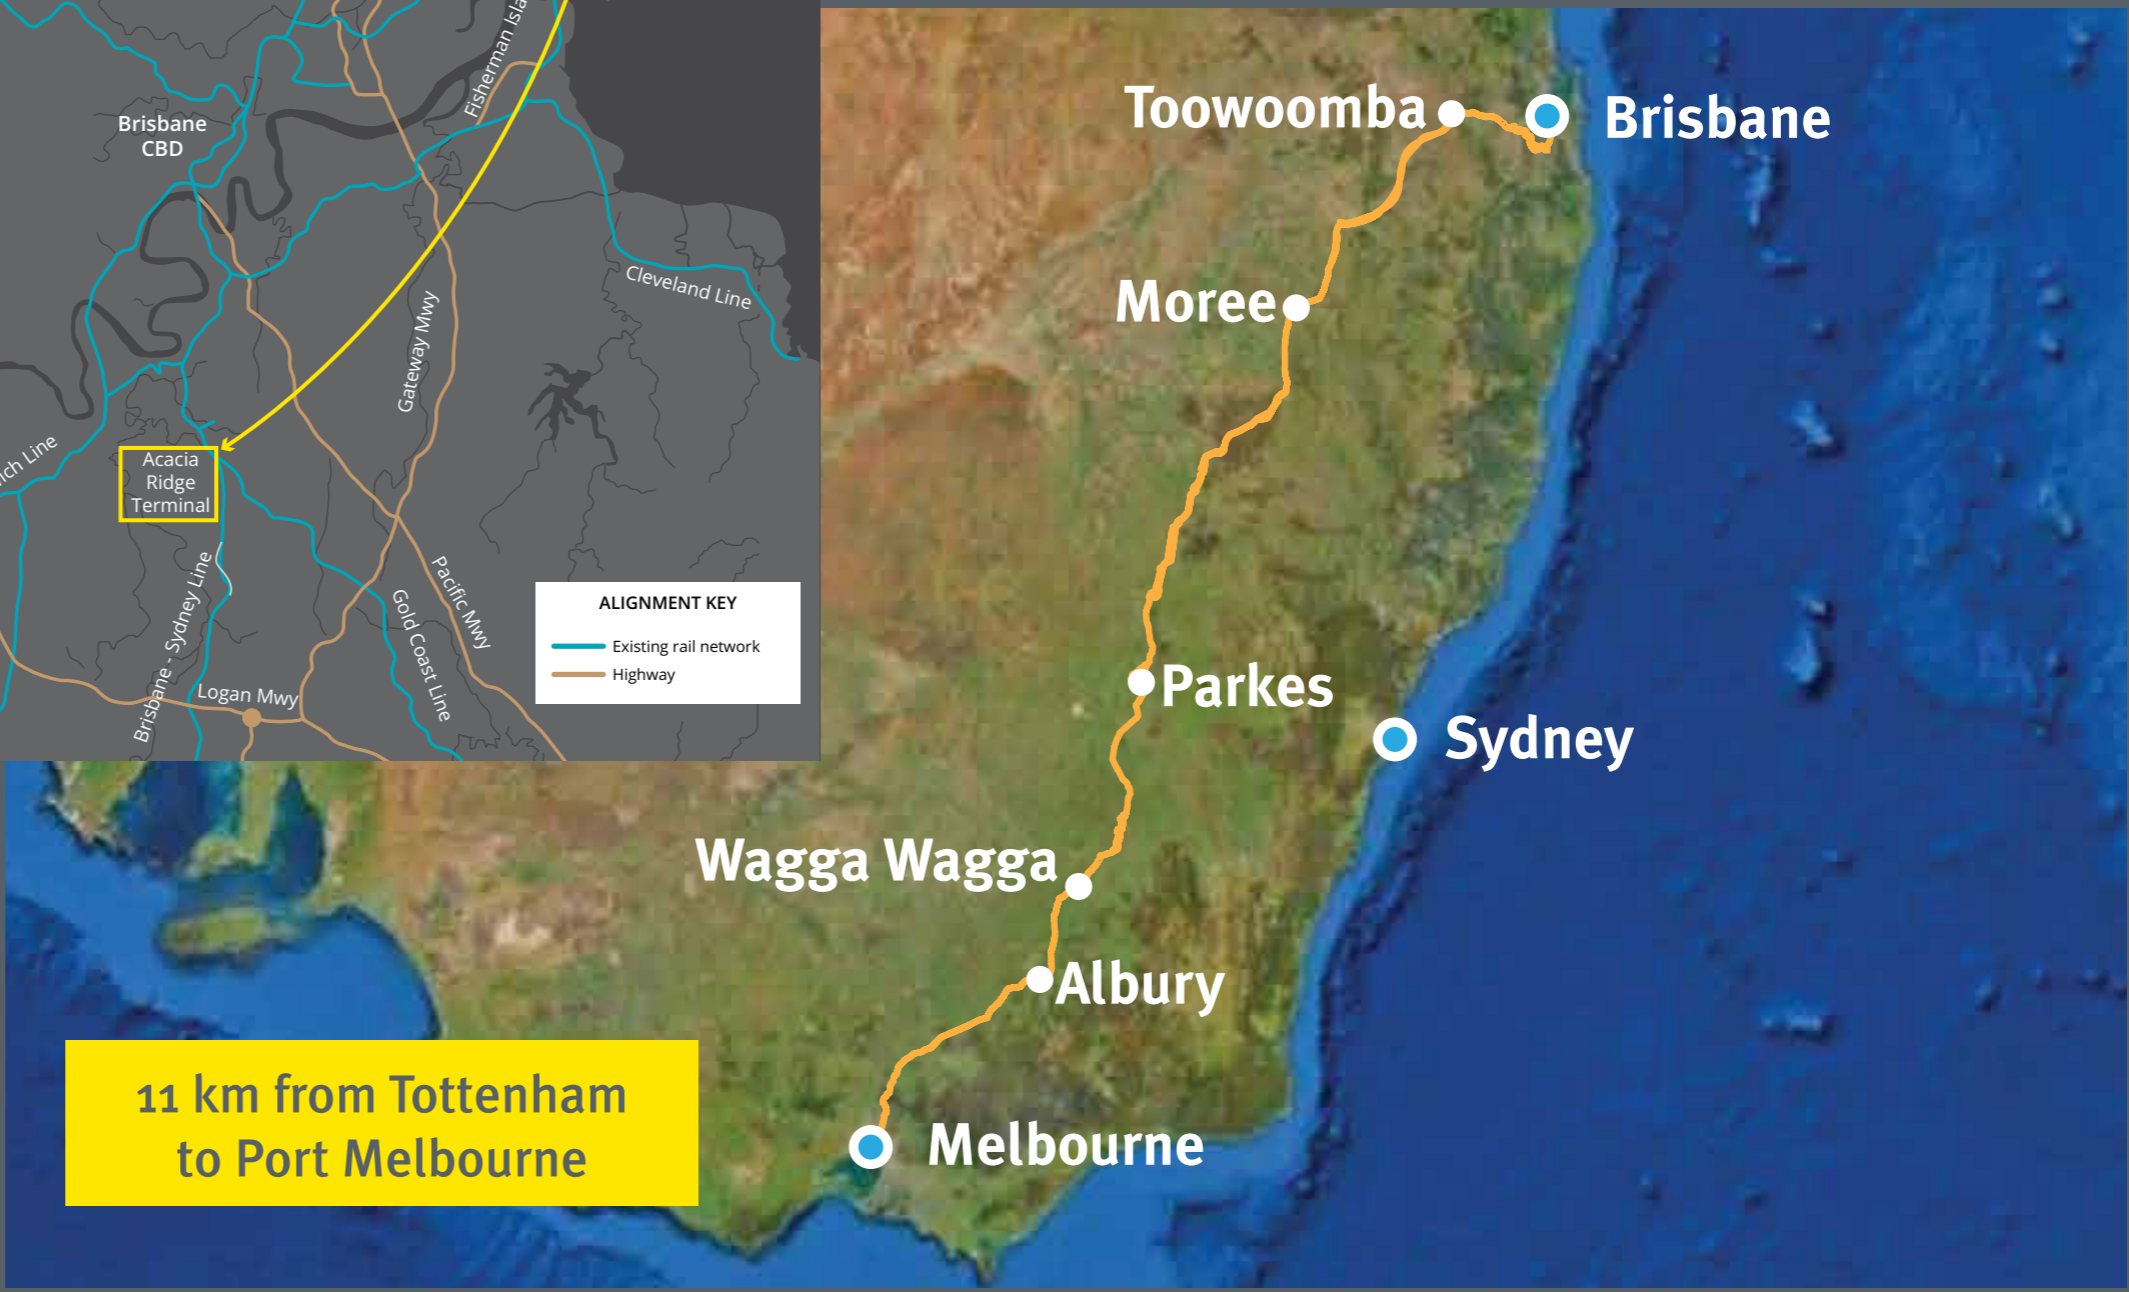 Brisbane
CBD
Fisherman Isla
Cleveland Line
Gateway Mwy
ich Line
Acacia
Ridge
Terminal
Brisbane - Sydney Line
Logan Mwy
Gold Coast Line
Pacific Mwy
ALIGNMENT KEY
Existing rail network
Highway
Toowoomba
Brisbane
Moree
Parkes
Sydney
Wagga Wagga
Albury
Melbourne
11 km from Tottenham
to Port Melbourne